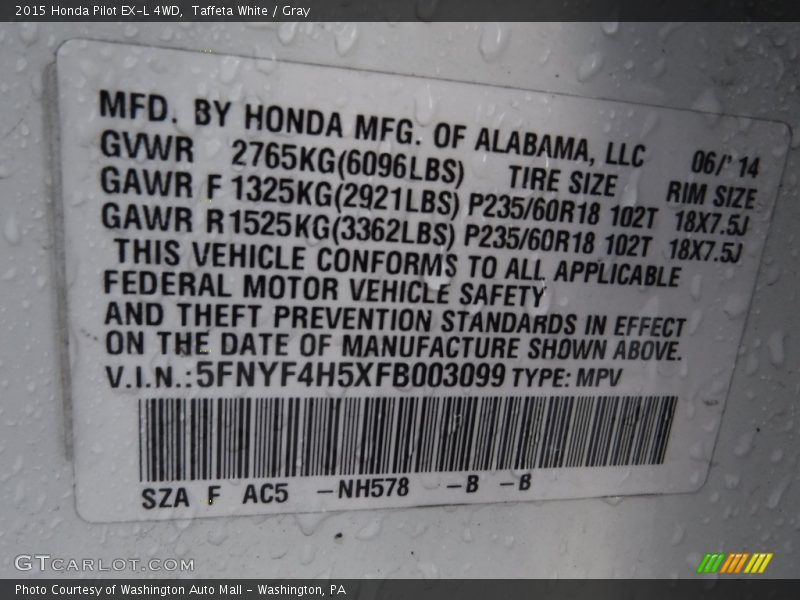 2015 Honda Pilot EX-L 4WD,  Taffeta White / Gray
MFD. BY HONDA MFG. OF ALABAMA, LLC 06/' 14
GVWR 2765KG(6096LBS) TIRE SIZE RIM SIZE
GAWR F 1325KG(2921LBS) P235/60R18 102T 18X7.5J
GAWR R1525KG(3362LBS) P235/60R18 102T 18X7.5J
THIS VEHICLE CONFORMS TO ALL APPLICABLE
FEDERAL MOTOR VEHICLE SAFETY
AND THEFT PREVENTION STANDARDS IN EFFECT
ON THE DATE OF MANUFACTURE SHOWN ABOVE.
V.I.N.:5FNYF4H5XFB003099 TYPE: MPV
SZA F AC5 -NH578 -B -B
GTCARLOT.COM
Photo Courtesy of Washington Auto Mall - Washington, PA